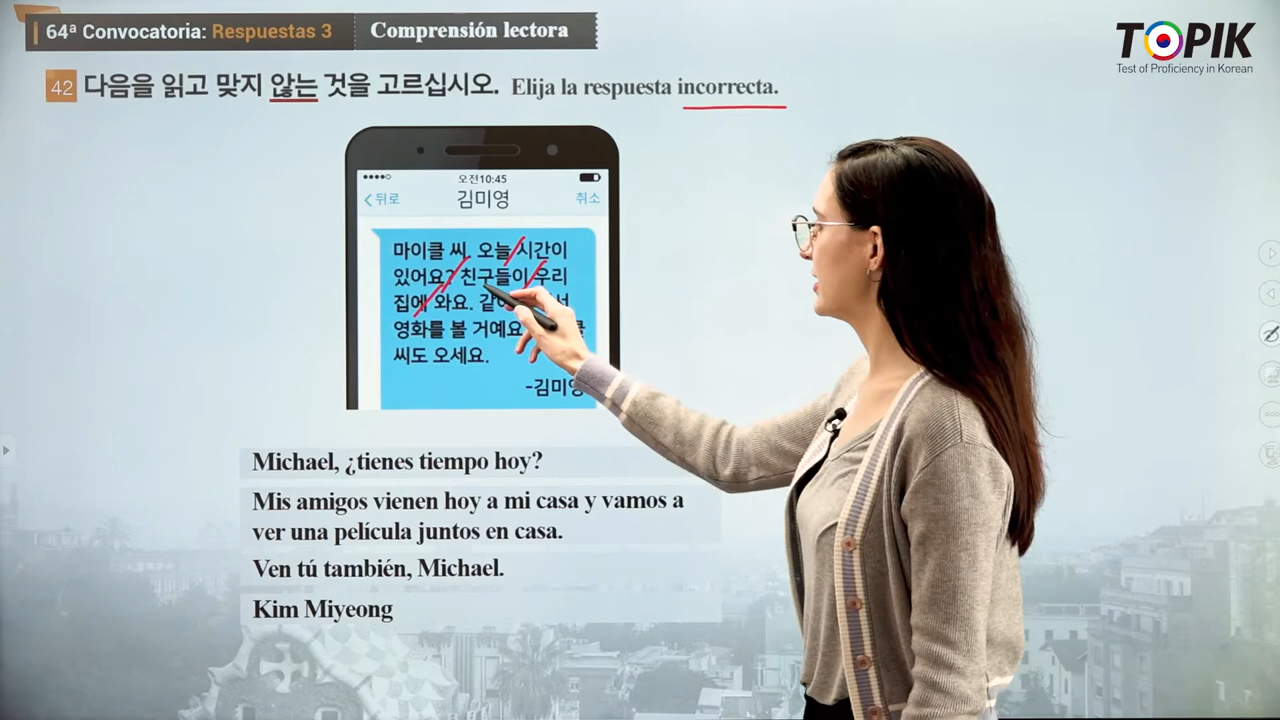 64ª Convocatoria: Respuestas 3
Comprensión lectora
TOPIK
Test of Proficiency in Korean
42 다음을 읽고 맞지 않는 것을 고르십시오. Elija la respuesta incorrecta.
오전10:45
뒤로 김미영 취소
마이클 씨. 오늘 시간이
있어요? 친구들이 우리
집에 와요.
영화를 볼 거예요
씨도 오세요.
-김미영
Michael, ¿tienes tiempo hoy?
Mis amigos vienen hoy a mi casa y vamos a
ver una película juntos en casa.
Ven tú también, Michael.
Kim Miyeong